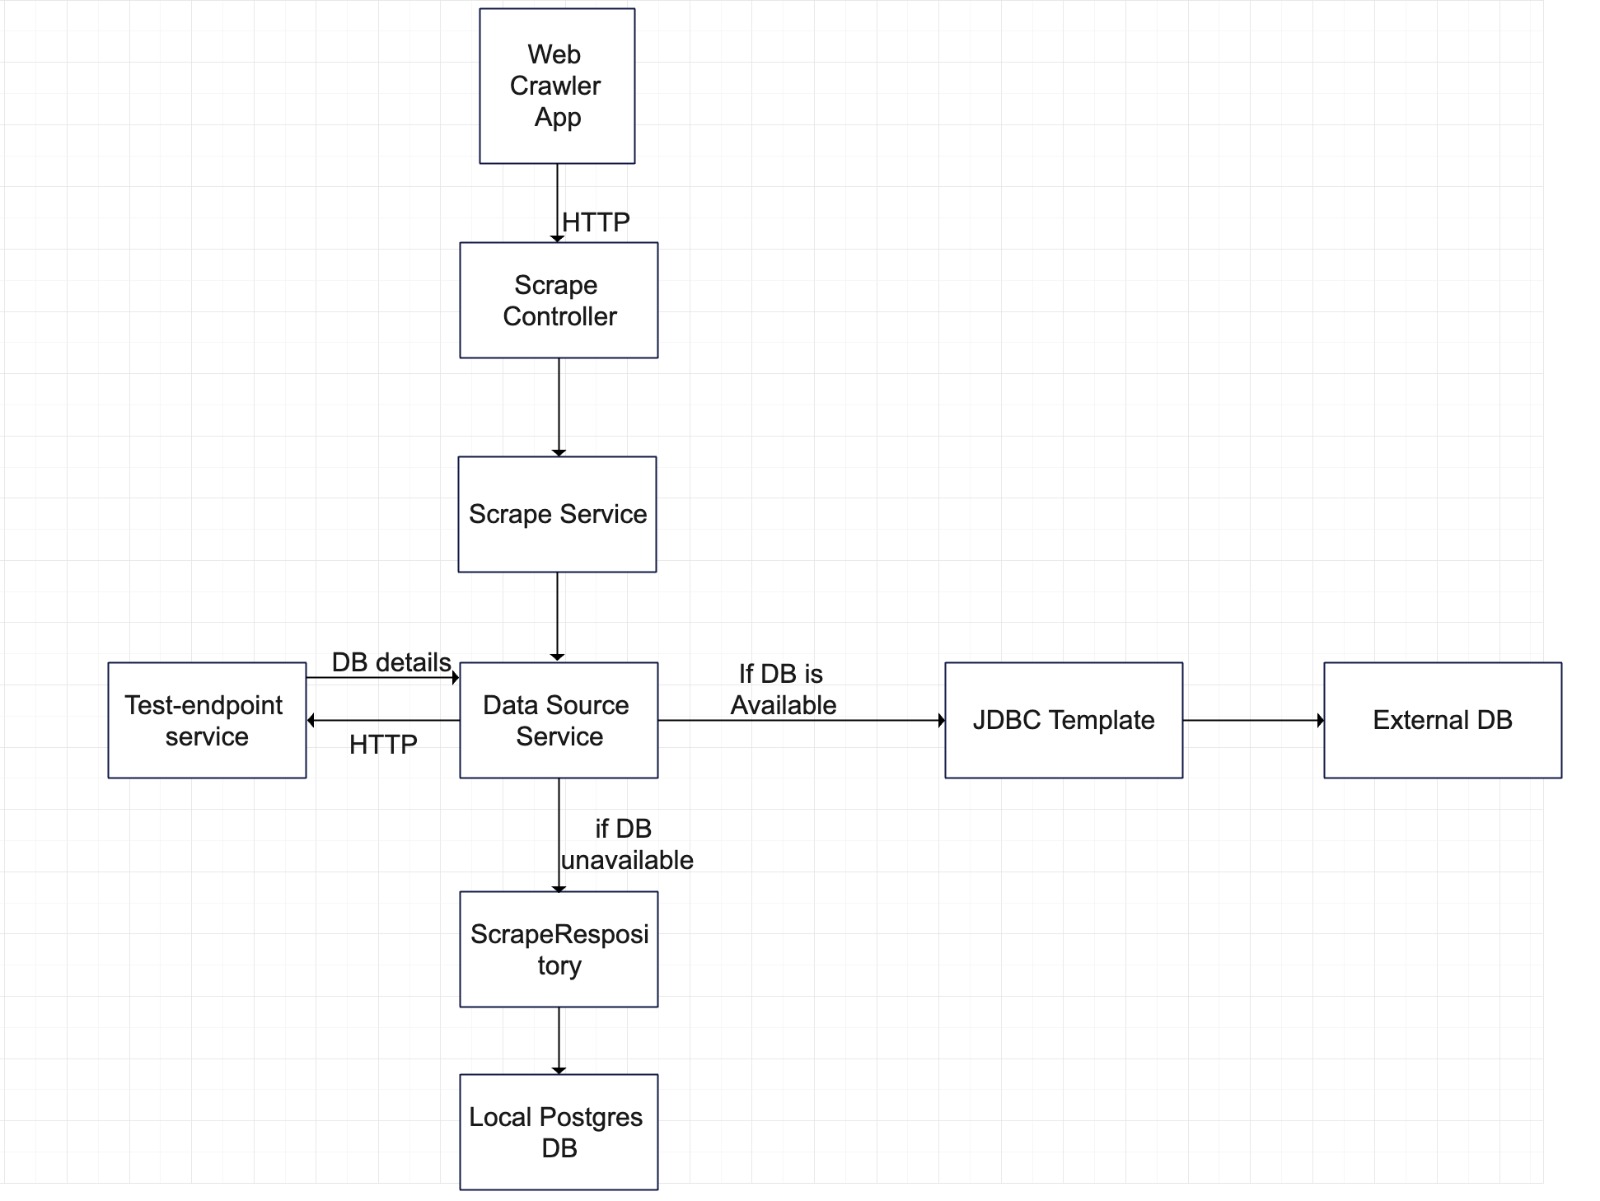 Web
Crawler
App
HTTP
Scrape
Controller
Scrape Service
DB details
Test-endpoint
service
HTTP
Data Source
Service
If DB is
Available
JDBC Template
External DB
if DB
unavailable
ScrapeResposi
tory
Local Postgres
DB